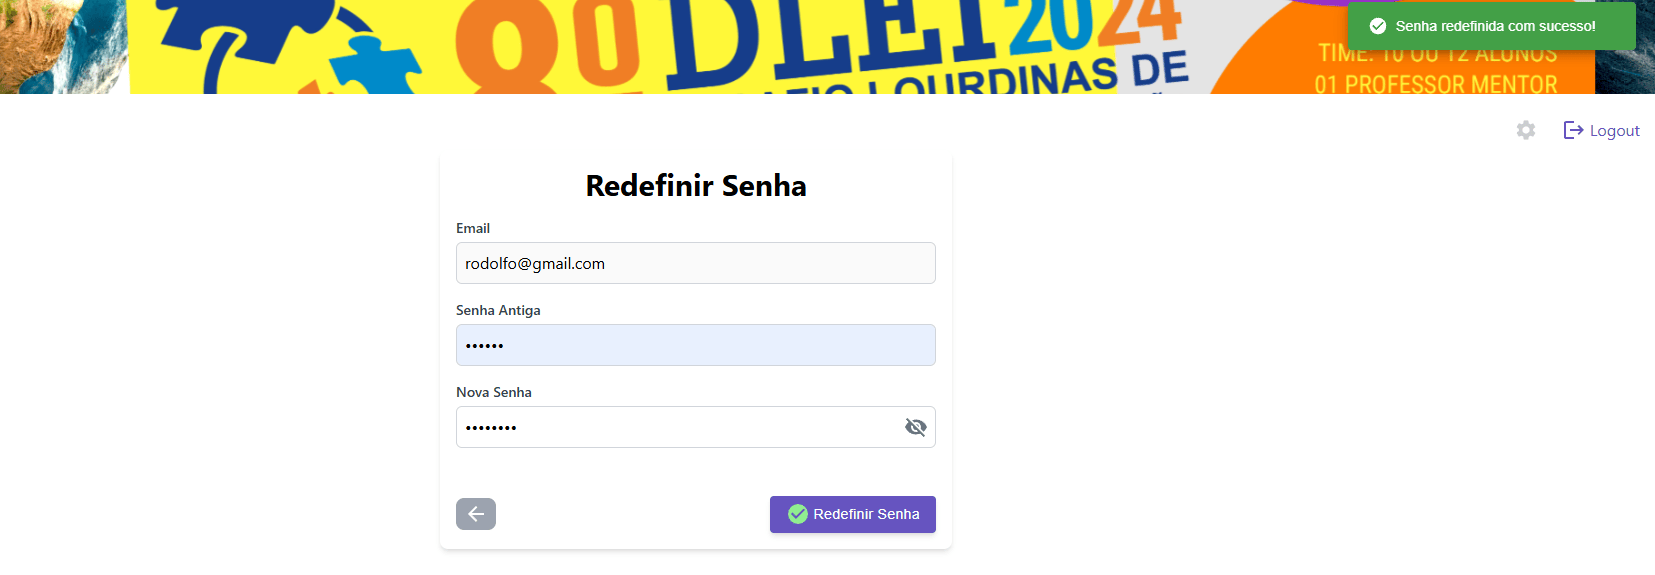 8º DLEI 2024
LOURDINAS DE
TIME: 10 OU 12 ALUNOS
01 PROFESSOR MENTOR
Senha redefinida com sucesso!
Logout
Redefinir Senha
Email
rodolfo@gmail.com
Senha Antiga
••••••
Nova Senha
••••••••
Redefinir Senha